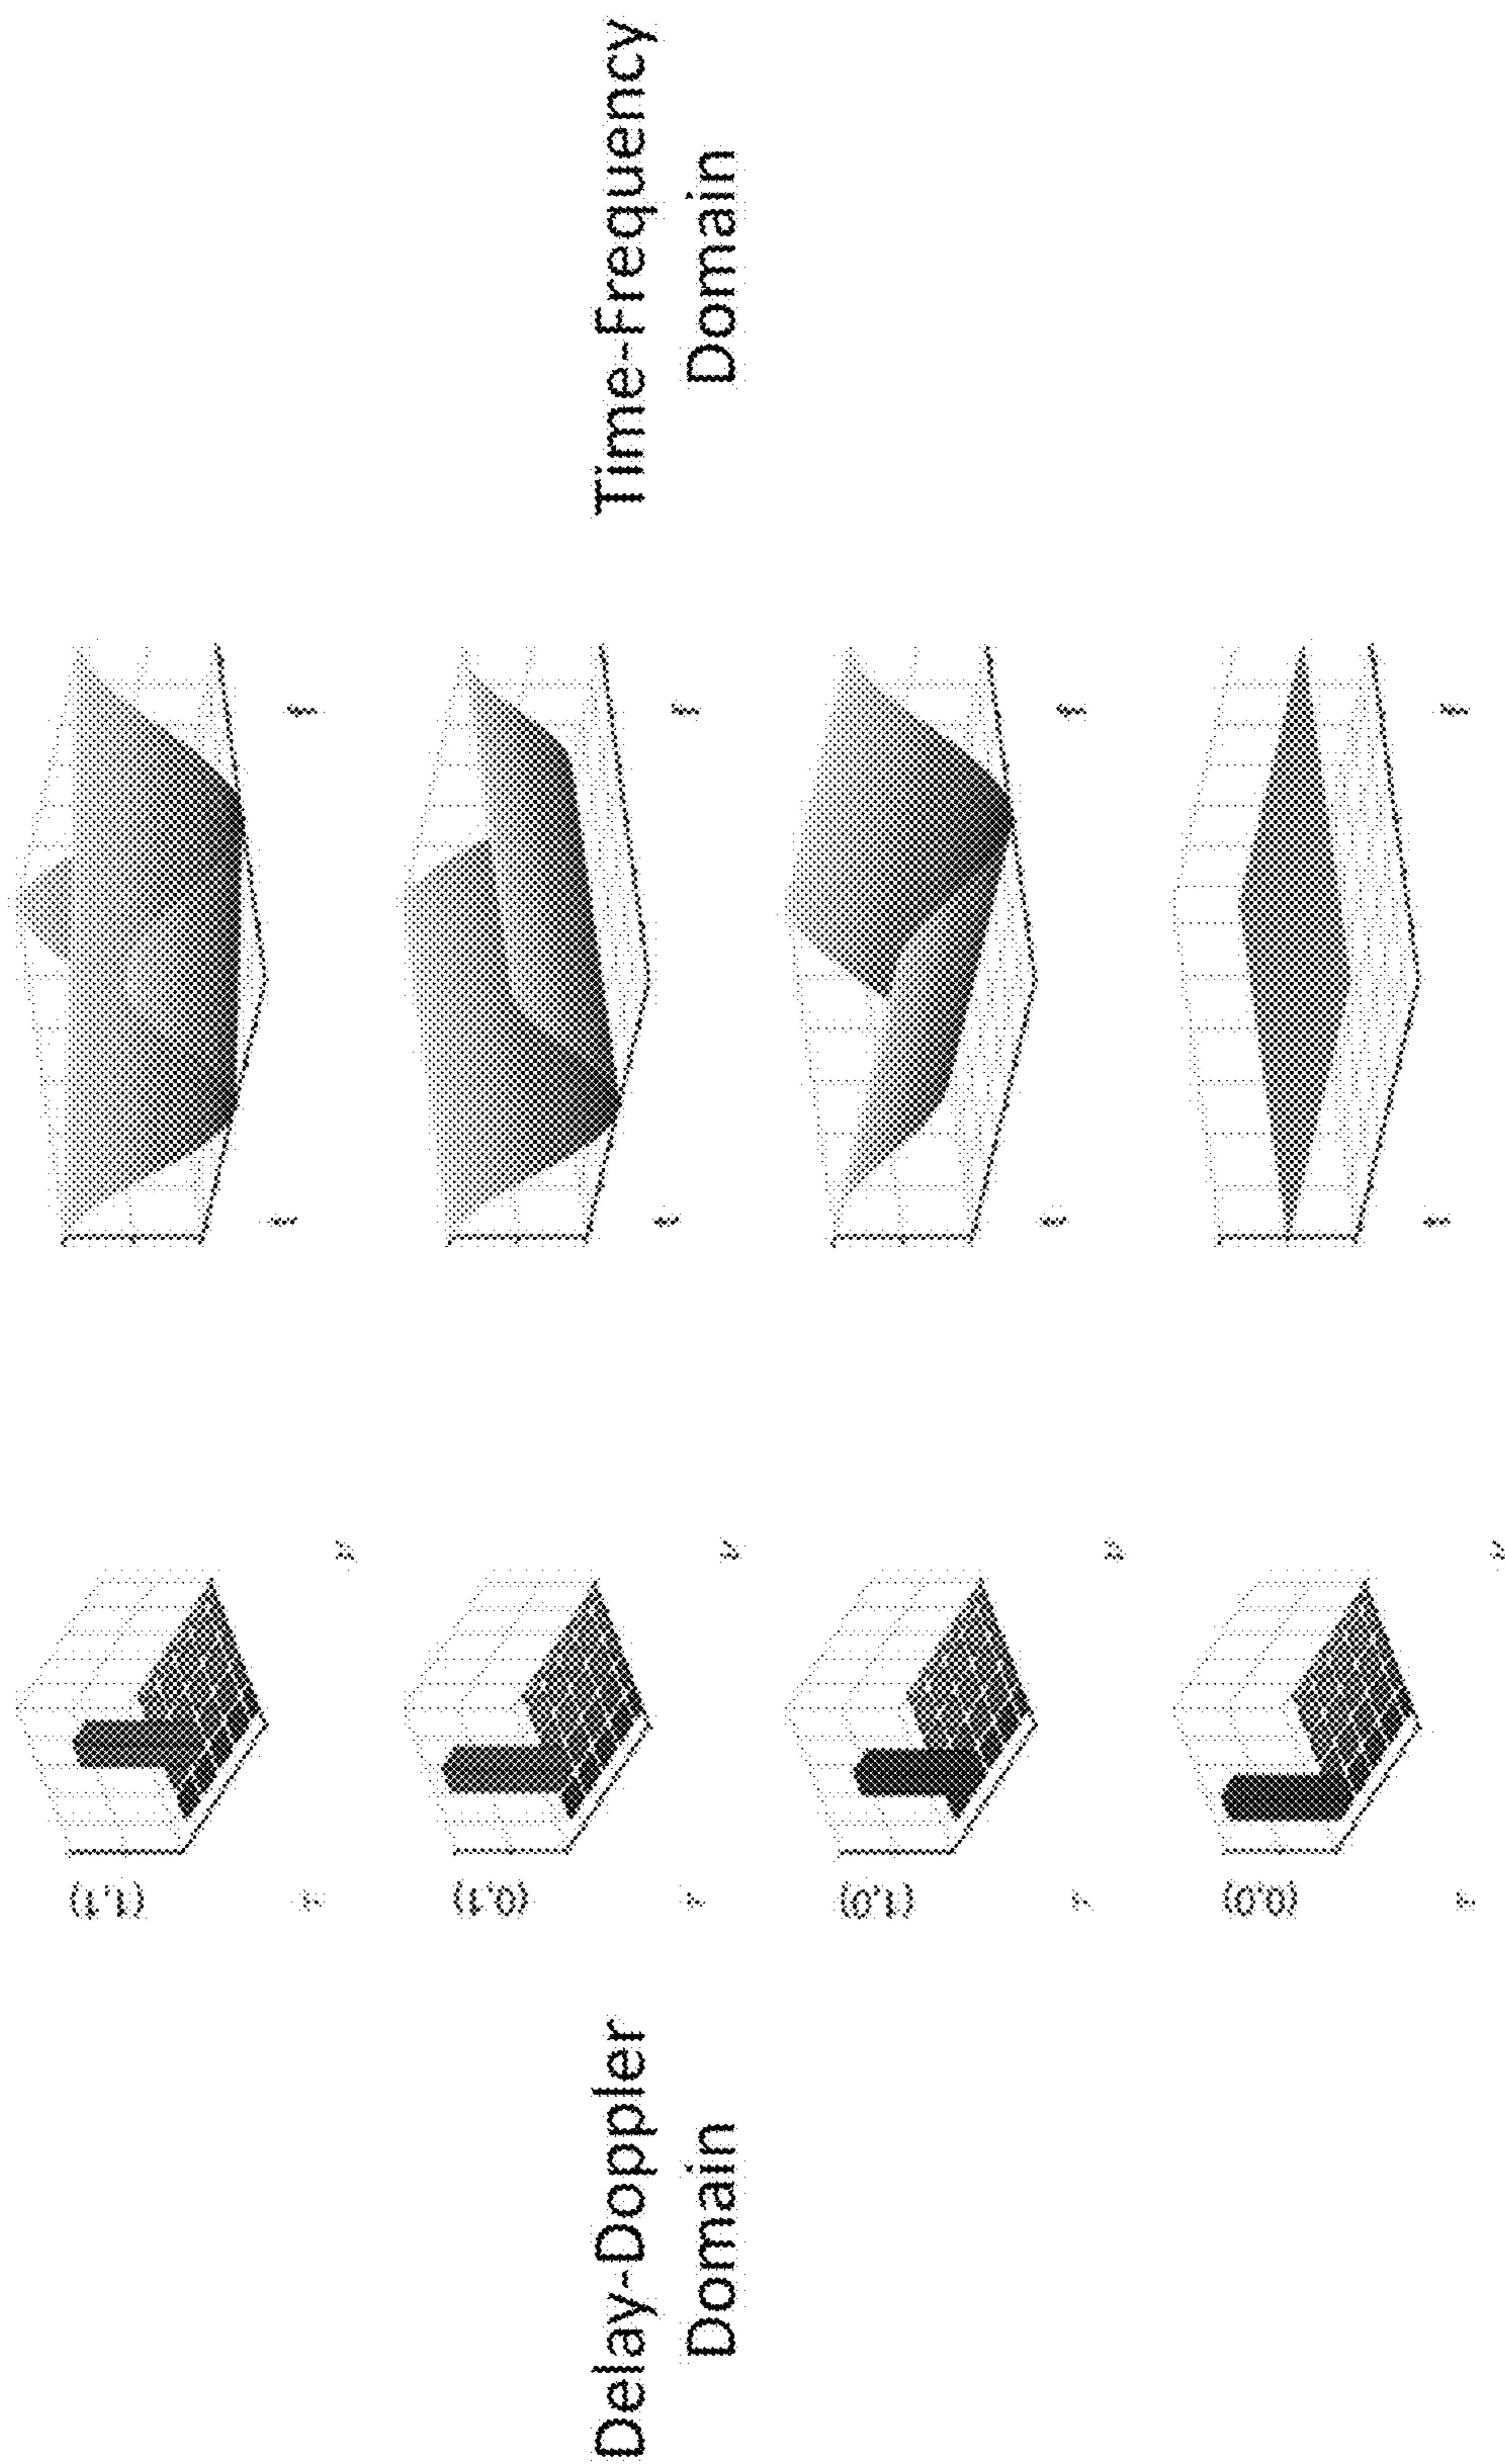 Time-Frequency
Domain
f
t
f
t
f
t
f
t
(1,1)
(0,1)
(1,0)
(0,0)
Delay-Doppler
Domain